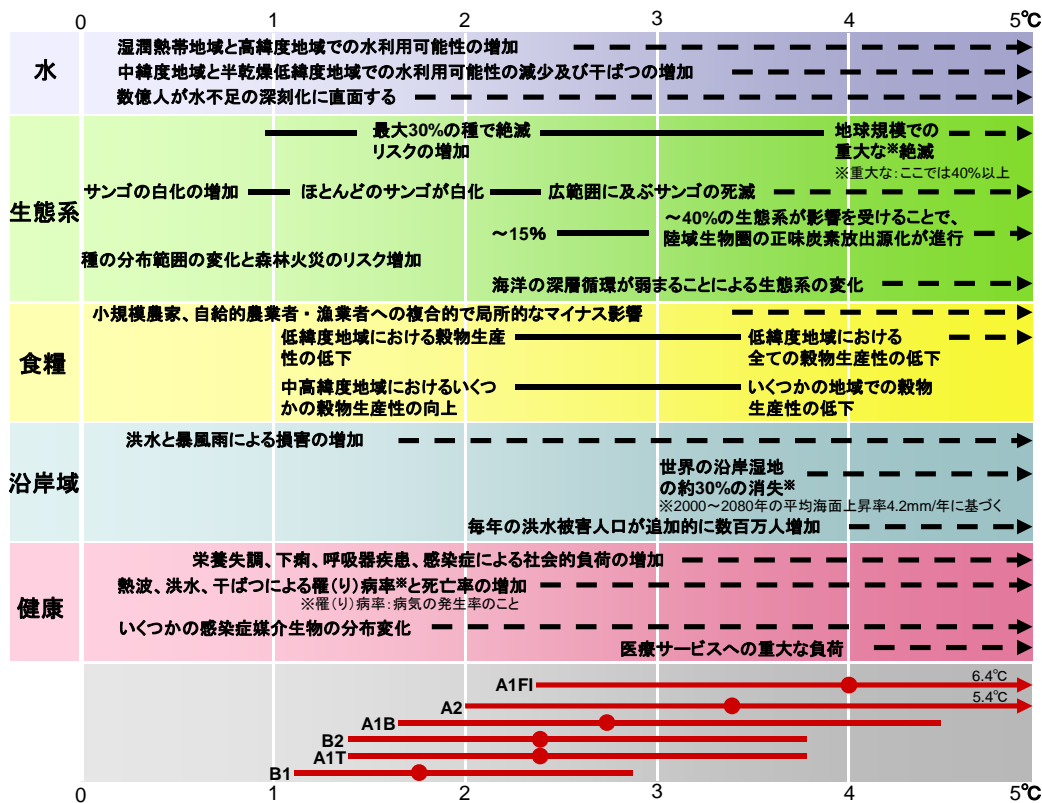 0 1 2 3 4 5℃
水
湿潤熱帯地域と高緯度地域での水利用可能性の増加
中緯度地域と半乾燥低緯度地域での水利用可能性の減少及び干ばつの増加
数億人が水不足の深刻化に直面する
生態系
最大30%の種で絶滅
リスクの増加
地球規模での
重大な※絶滅
※重大な：ここでは40%以上
サンゴの白化の増加
ほとんどのサンゴが白化
広範囲に及ぶサンゴの死滅
～15%
～40%の生態系が影響を受けることで、
陸域生物圏の正味炭素放出源化が進行
種の分布範囲の変化と森林火災のリスク増加
海洋の深層循環が弱まることによる生態系の変化
食糧
小規模農家、自給的農業者・漁業者への複合的で局所的なマイナス影響
低緯度地域における穀物生産
性の低下
低緯度地域における
全ての穀物生産性の低下
中高緯度地域におけるいくつ
かの穀物生産性の向上
いくつかの地域での穀物
生産性の低下
沿岸域
洪水と暴風雨による損害の増加
世界の沿岸湿地
の約30%の消失※
※2000～2080年の平均海面上昇率4.2mm/年に基づく
毎年の洪水被害人口が追加的に数百万人増加
健康
栄養失調、下痢、呼吸器疾患、感染症による社会的負荷の増加
熱波、洪水、干ばつによる罹（り）病率※と死亡率の増加
※罹（り）病率：病気の発生率のこと
いくつかの感染症媒介生物の分布変化
医療サービスへの重大な負荷
A1FI 6.4℃
A2 5.4℃
A1B
B2
A1T
B1
0 1 2 3 4 5℃